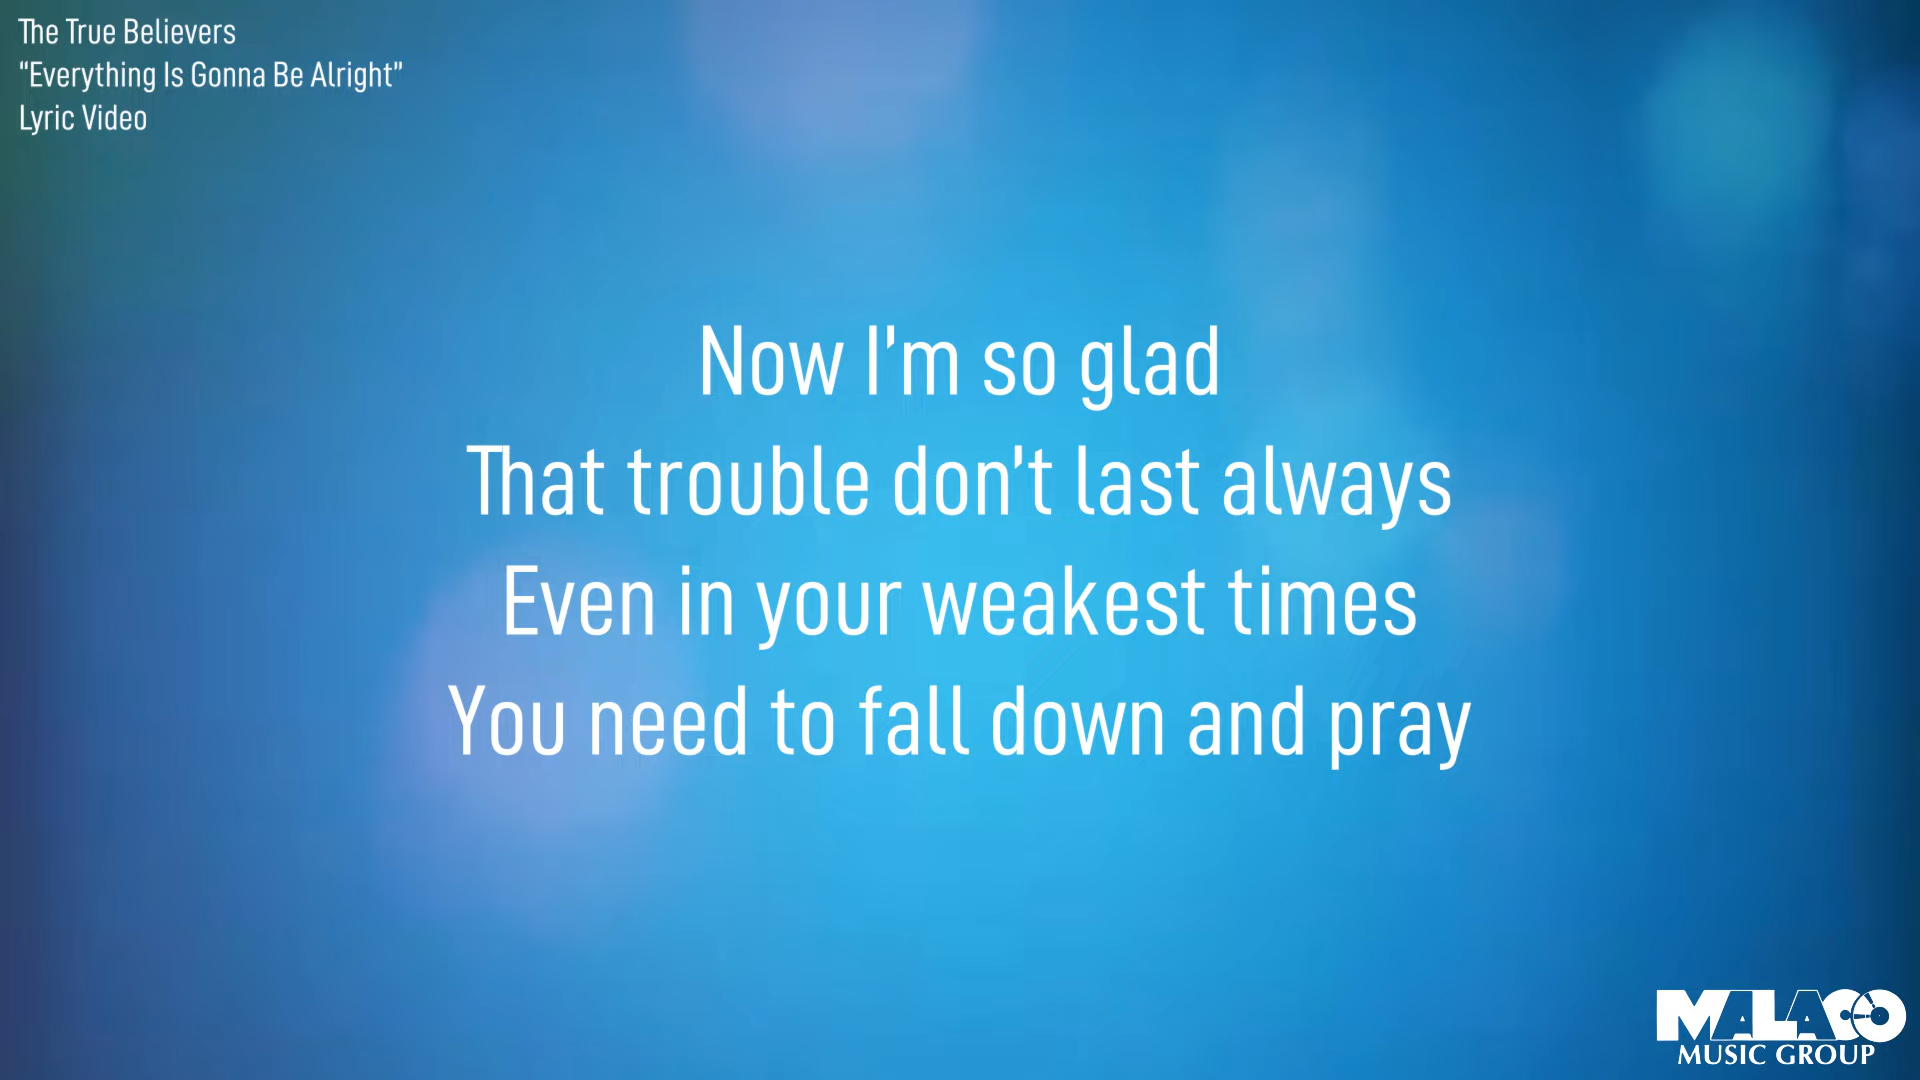 The True Believers
“Everything Is Gonna Be Alright”
Lyric Video
Now I’m so glad
That trouble don’t last always
Even in your weakest times
You need to fall down and pray
MALACO
MUSIC GROUP